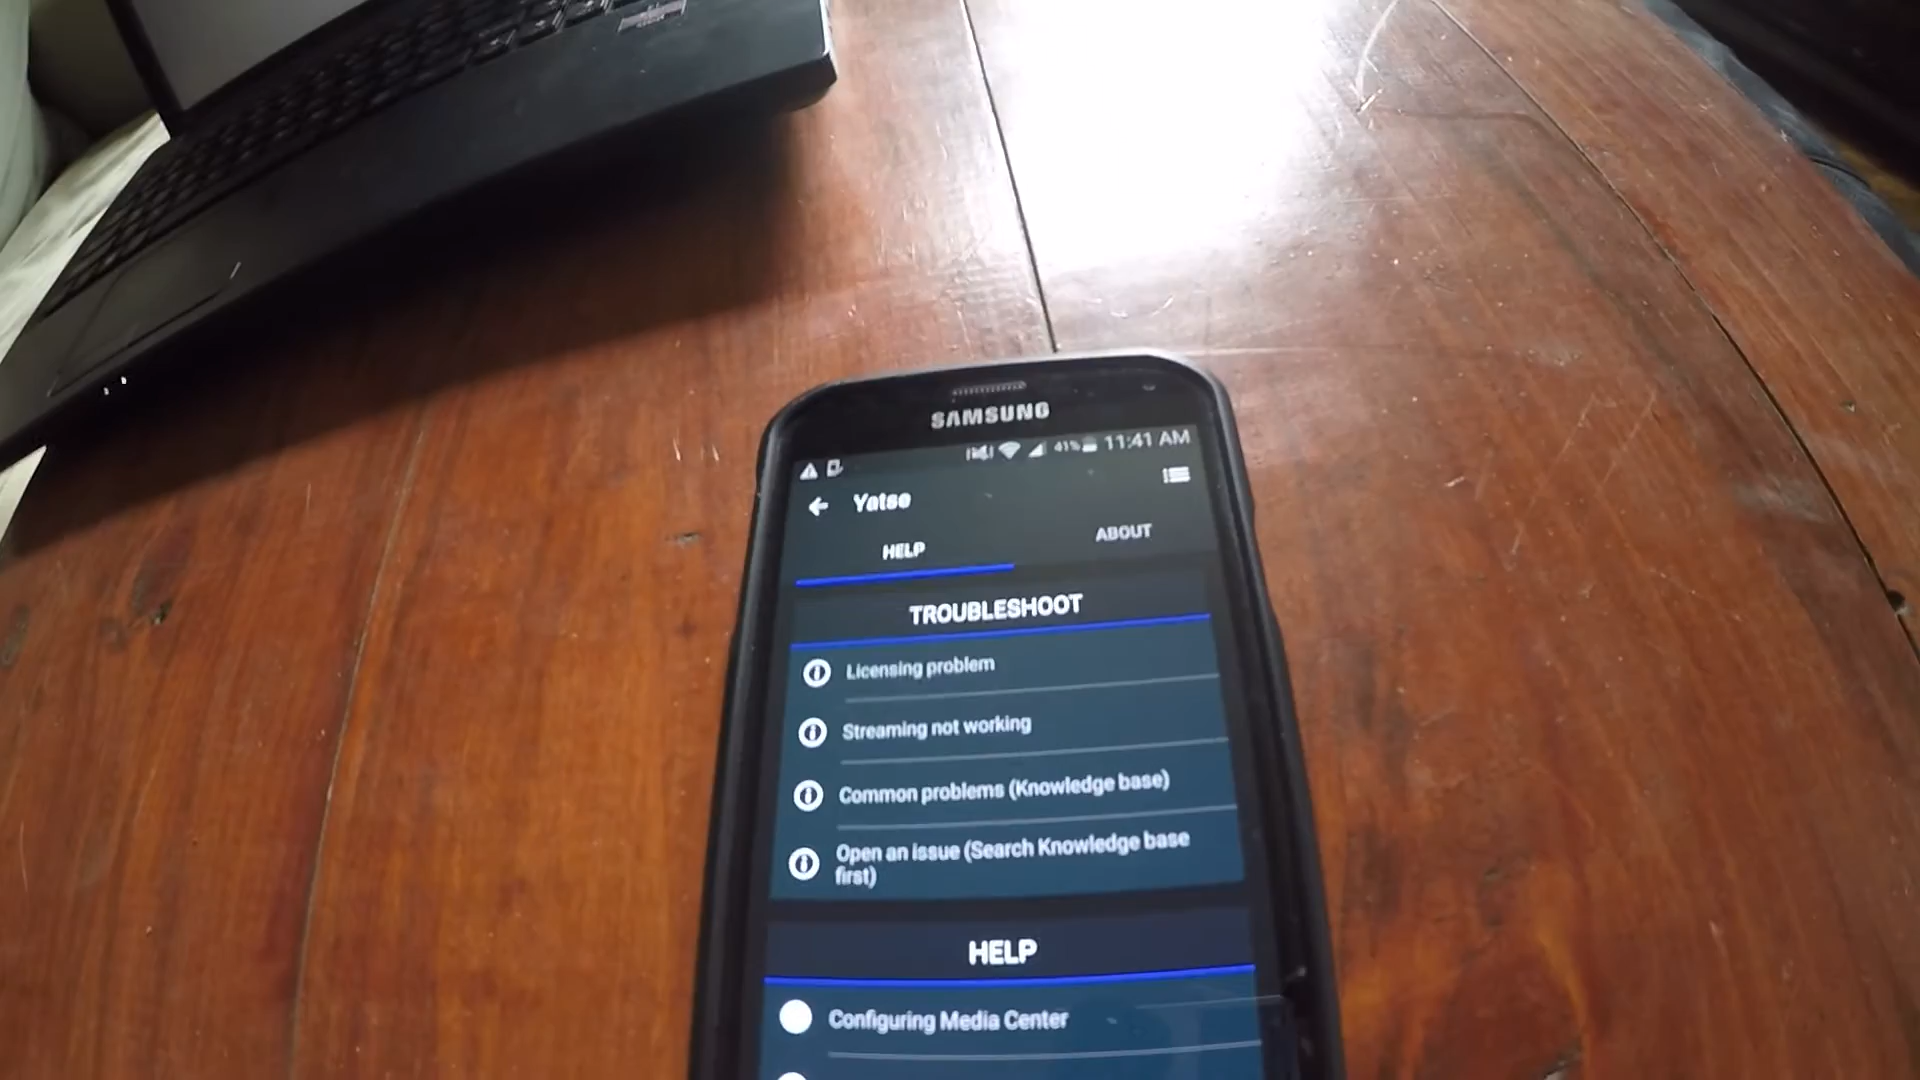 SAMSUNG
41% 11:41 AM
Yatse
HELP
ABOUT
TROUBLESHOOT
Licensing problem
Streaming not working
Common problems (Knowledge base)
Open an issue (Search Knowledge base
first)
HELP
Configuring Media Center